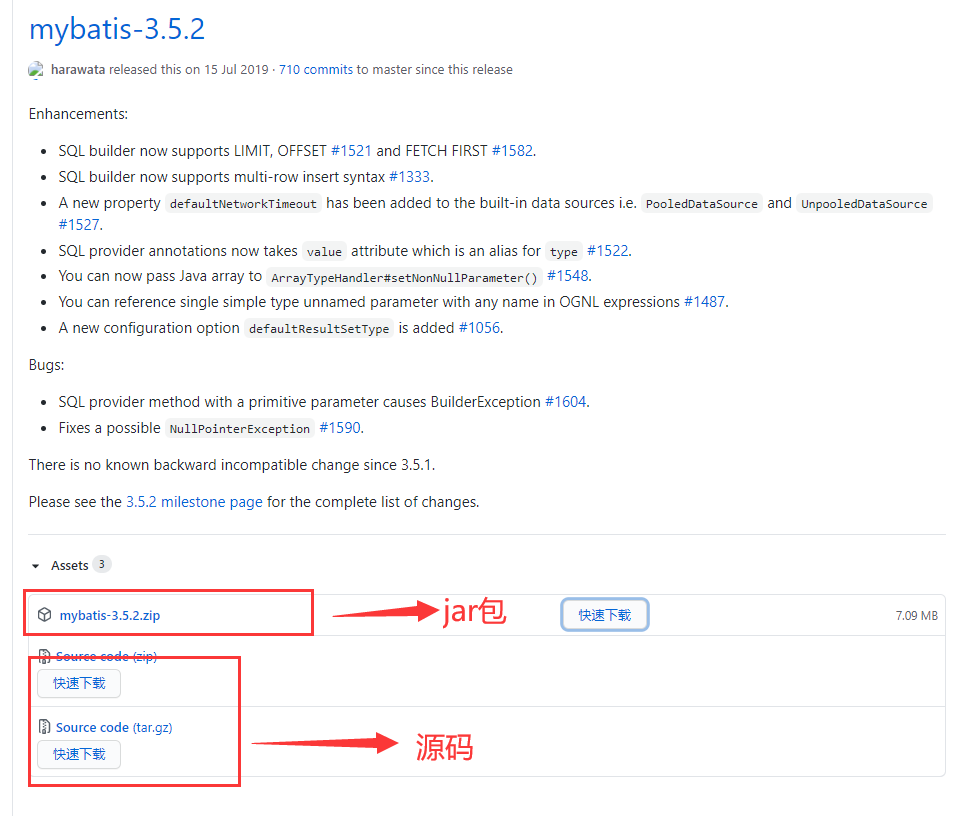 mybatis-3.5.2
harawata released this on 15 Jul 2019 · 710 commits to master since this release
Enhancements:
• SQL builder now supports LIMIT, OFFSET #1521 and FETCH FIRST #1582.
• SQL builder now supports multi-row insert syntax #1333.
• A new property defaultNetworkTimeout has been added to the built-in data sources i.e. PooledDataSource and UnpooledDataSource
#1527.
• SQL provider annotations now takes value attribute which is an alias for type #1522.
• You can now pass Java array to ArrayTypeHandler#setNonNullParameter() #1548.
• You can reference single simple type unnamed parameter with any name in OGNL expressions #1487.
• A new configuration option defaultResultSetType is added #1056.
Bugs:
• SQL provider method with a primitive parameter causes BuilderException #1604.
• Fixes a possible NullPointerException #1590.
There is no known backward incompatible change since 3.5.1.
Please see the 3.5.2 milestone page for the complete list of changes.
Assets 3
mybatis-3.5.2.zip jar包 快速下载 7.09 MB
Source code (zip)
快速下载
Source code (tar.gz)
源码
快速下载